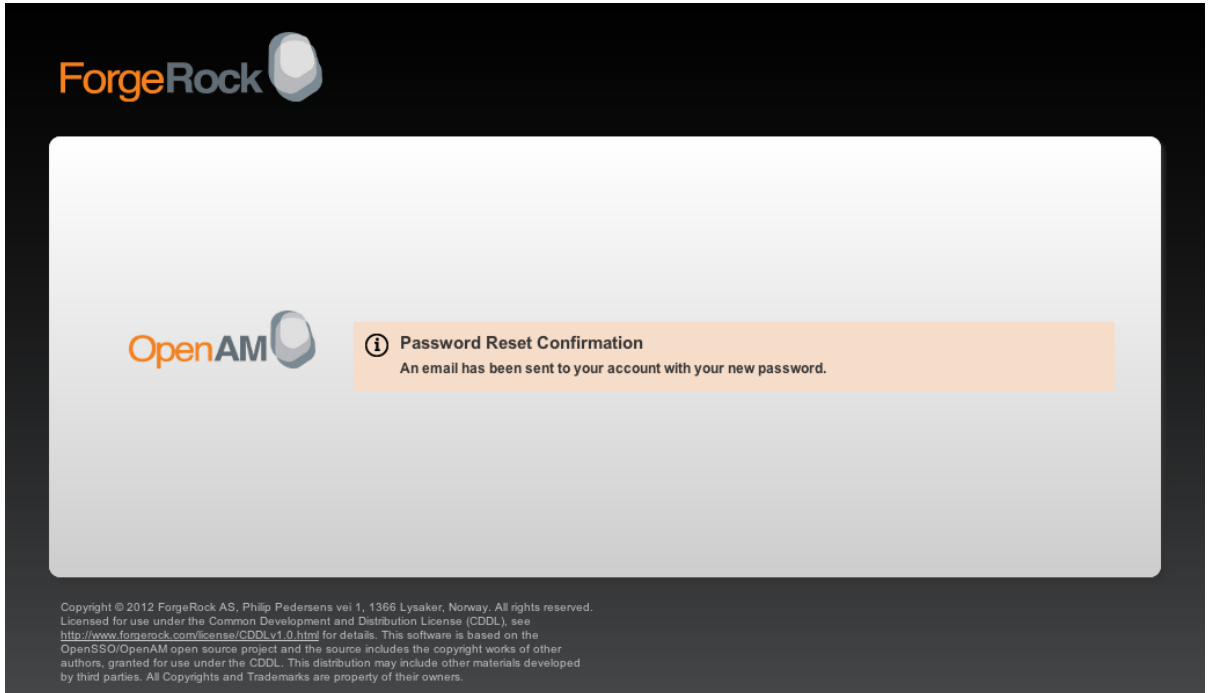 ForgeRock
OpenAM
Password Reset Confirmation
An email has been sent to your account with your new password.
Copyright © 2012 ForgeRock AS, Philip Pedersens vei 1, 1366 Lysaker, Norway. All rights reserved.
Licensed for use under the Common Development and Distribution License (CDDL), see
http://www.forgerock.com/license/CDDLv1.0.html for details. This software is based on the
OpenSSO/OpenAM open source project and the source includes the copyright works of other
authors, granted for use under the CDDL. This distribution may include other materials developed
by third parties. All Copyrights and Trademarks are property of their owners.